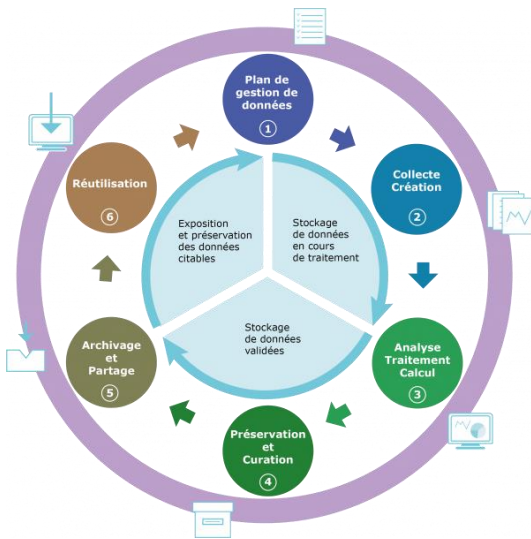 Plan de
gestion de
données
1
Collecte
Création
2
Analyse
Traitement
Calcul
3
Préservation
et
Curation
4
Archivage
et
Partage
5
Réutilisation
6
Exposition
et préservation
des données
citables
Stockage
de données
en cours
de traitement
Stockage
de données
validées